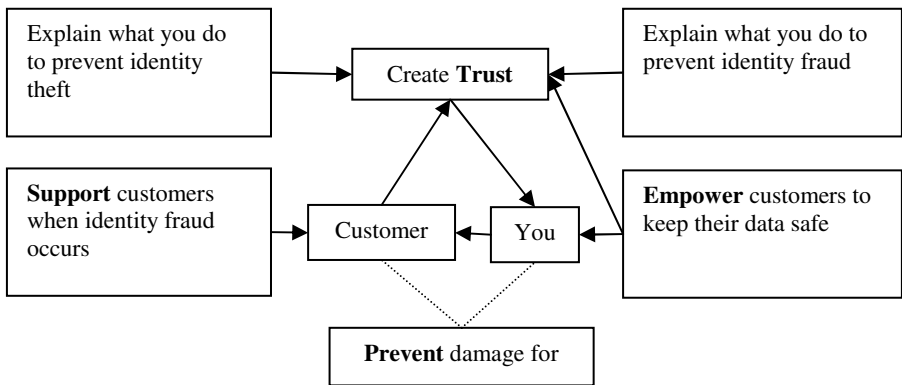 Explain what you do
to prevent identity
theft
Create Trust
Explain what you do to
prevent identity fraud
Support customers
when identity fraud
occurs
Customer
You
Empower customers to
keep their data safe
Prevent damage for